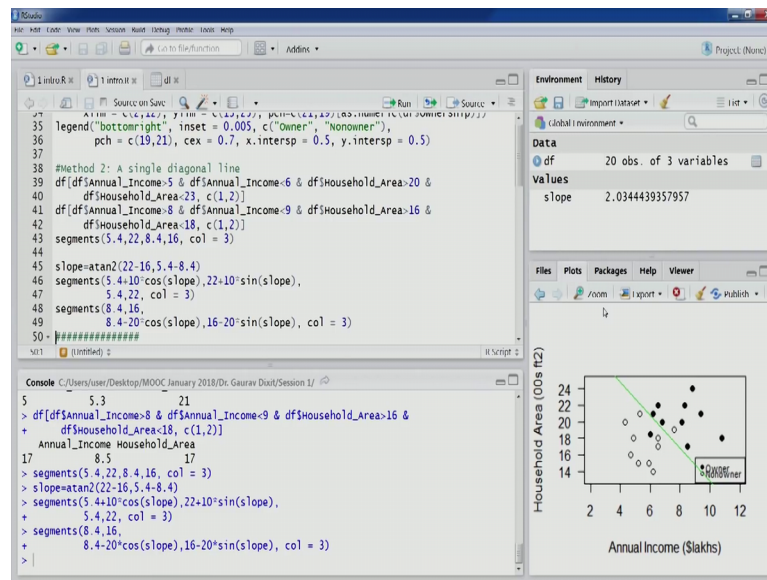 RStudio
File Edit Code View Plots Session Build Debug Profile Tools Help
Go to file/function Addins Project: (None)
1 intro.R × 1 intro.R × df ×
Source on Save Run Source
35 legend("bottomright", inset = 0.005, c("Owner", "Nonowner"),
36 pch = c(19,21), cex = 0.7, x.intersp = 0.5, y.intersp = 0.5)
37
38 #Method 2: A single diagonal line
39 df[df$Annual_Income>5 & df$Annual_Income<6 & df$Household_Area>20 &
40 df$Household_Area<23, c(1,2)]
41 df[df$Annual_Income>8 & df$Annual_Income<9 & df$Household_Area>16 &
42 df$Household_Area<18, c(1,2)]
43 segments(5.4,22,8.4,16, col = 3)
44
45 slope=atan2(22-16,5.4-8.4)
46 segments(5.4+10*cos(slope),22+10*sin(slope),
47 5.4,22, col = 3)
48 segments(8.4,16,
49 8.4-20*cos(slope),16-20*sin(slope), col = 3)
50 ##############
50:1 (Untitled) R Script
Console C:/Users/user/Desktop/MOOC January 2018/Dr. Gaurav Dixit/Session 1/
5 5.3 21
> df[df$Annual_Income>8 & df$Annual_Income<9 & df$Household_Area>16 &
+ df$Household_Area<18, c(1,2)]
Annual_Income Household_Area
17 8.5 17
> segments(5.4,22,8.4,16, col = 3)
> slope=atan2(22-16,5.4-8.4)
> segments(5.4+10*cos(slope),22+10*sin(slope),
+ 5.4,22, col = 3)
> segments(8.4,16,
+ 8.4-20*cos(slope),16-20*sin(slope), col = 3)
>
Environment History
Import Dataset List
Global Environment
Data
df 20 obs. of 3 variables
Values
slope 2.0344439357957
Files Plots Packages Help Viewer
Zoom Export Publish
Household Area (00s ft2)
24
22
20
18
16
14
Owner
Nonowner
2 4 6 8 10 12
Annual Income ($lakhs)